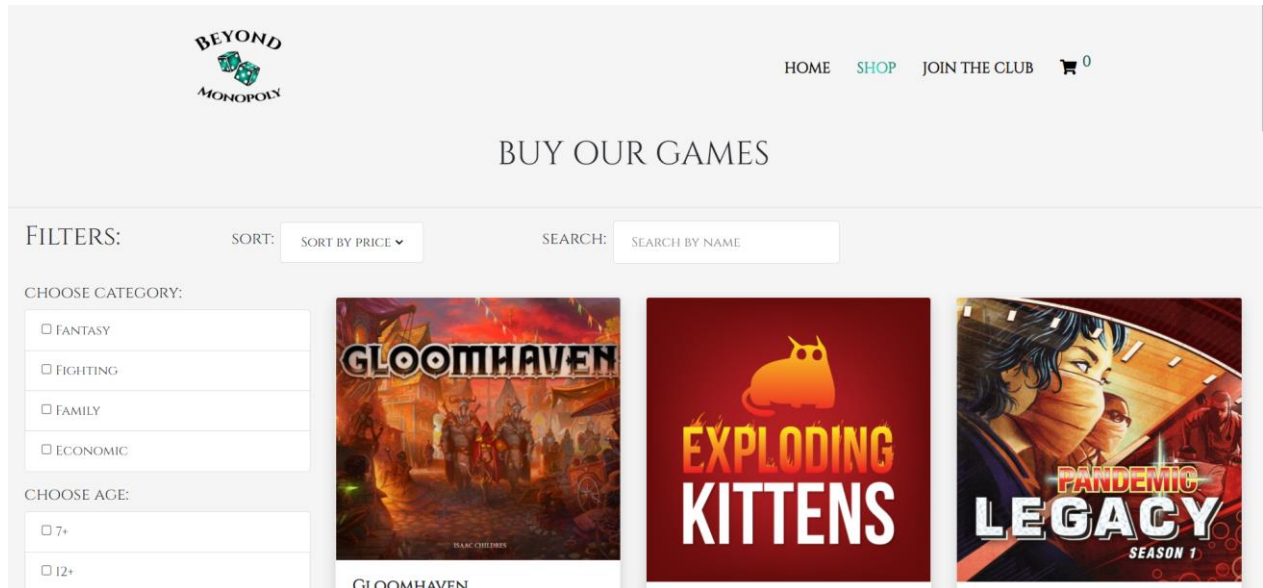 BEYOND
MONOPOLY
HOME SHOP JOIN THE CLUB 0
BUY OUR GAMES
FILTERS:
SORT: SORT BY PRICE
SEARCH: SEARCH BY NAME
CHOOSE CATEGORY:
FANTASY
FIGHTING
FAMILY
ECONOMIC
CHOOSE AGE:
7+
12+
GLOOMHAVEN
ISAAC CHILDRES
GLOOMHAVEN
EXPLODING
KITTENS
PANDEMIC
LEGACY
SEASON 1